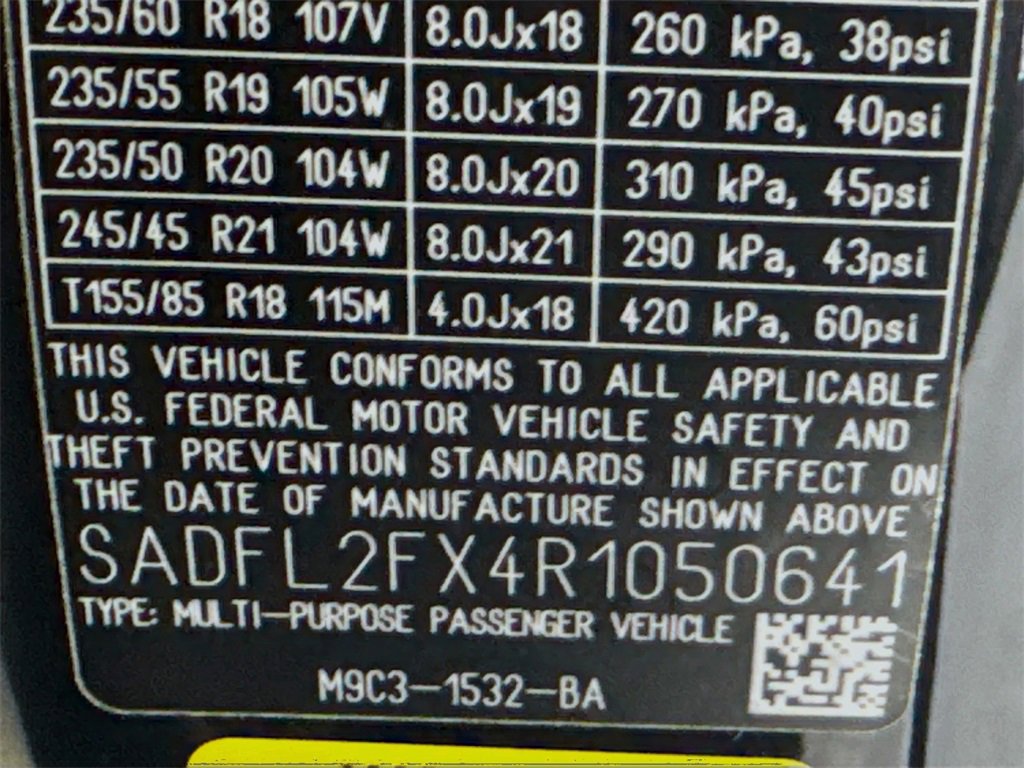 235/60 R18 107V 8.0Jx18 260 kPa, 38psi
235/55 R19 105W 8.0Jx19 270 kPa, 40psi
235/50 R20 104W 8.0Jx20 310 kPa, 45psi
245/45 R21 104W 8.0Jx21 290 kPa, 43psi
T155/85 R18 115M 4.0Jx18 420 kPa, 60psi
THIS VEHICLE CONFORMS TO ALL APPLICABLE
U.S. FEDERAL MOTOR VEHICLE SAFETY AND
THEFT PREVENTION STANDARDS IN EFFECT ON
THE DATE OF MANUFACTURE SHOWN ABOVE
SADFL2FX4R1050641
TYPE: MULTI-PURPOSE PASSENGER VEHICLE
M9C3-1532-BA